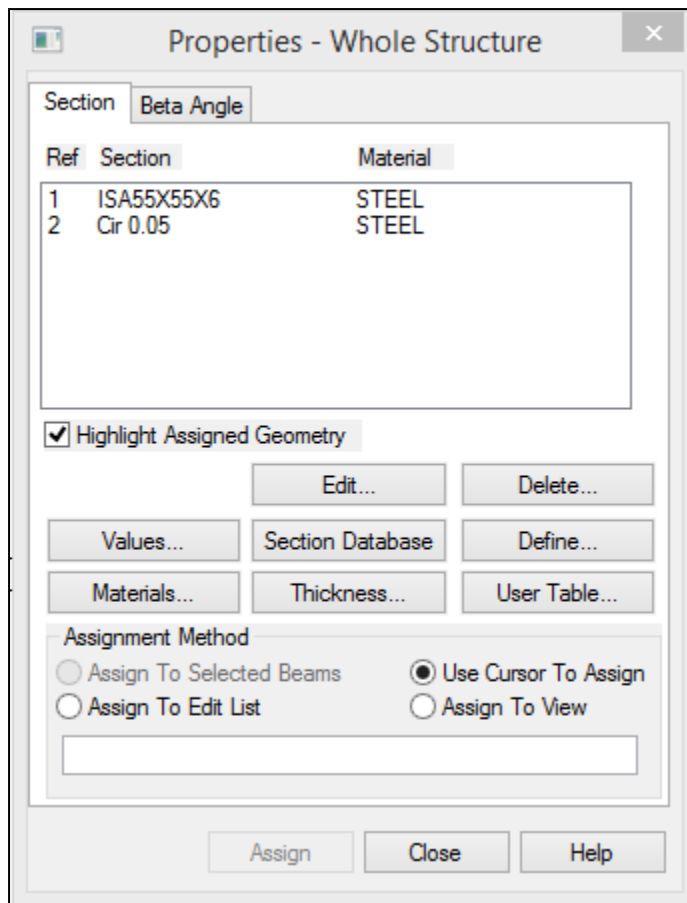 Properties - Whole Structure
Section Beta Angle
Ref Section Material
1 ISA55X55X6 STEEL
2 Cir 0.05 STEEL
Highlight Assigned Geometry
Edit... Delete...
Values... Section Database Define...
Materials... Thickness... User Table...
Assignment Method
Assign To Selected Beams Use Cursor To Assign
Assign To Edit List Assign To View
Assign Close Help